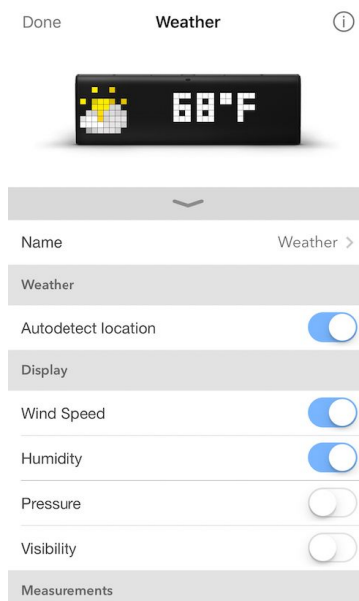 Done Weather
68°F
Name Weather
Weather
Autodetect location
Display
Wind Speed
Humidity
Pressure
Visibility
Measurements